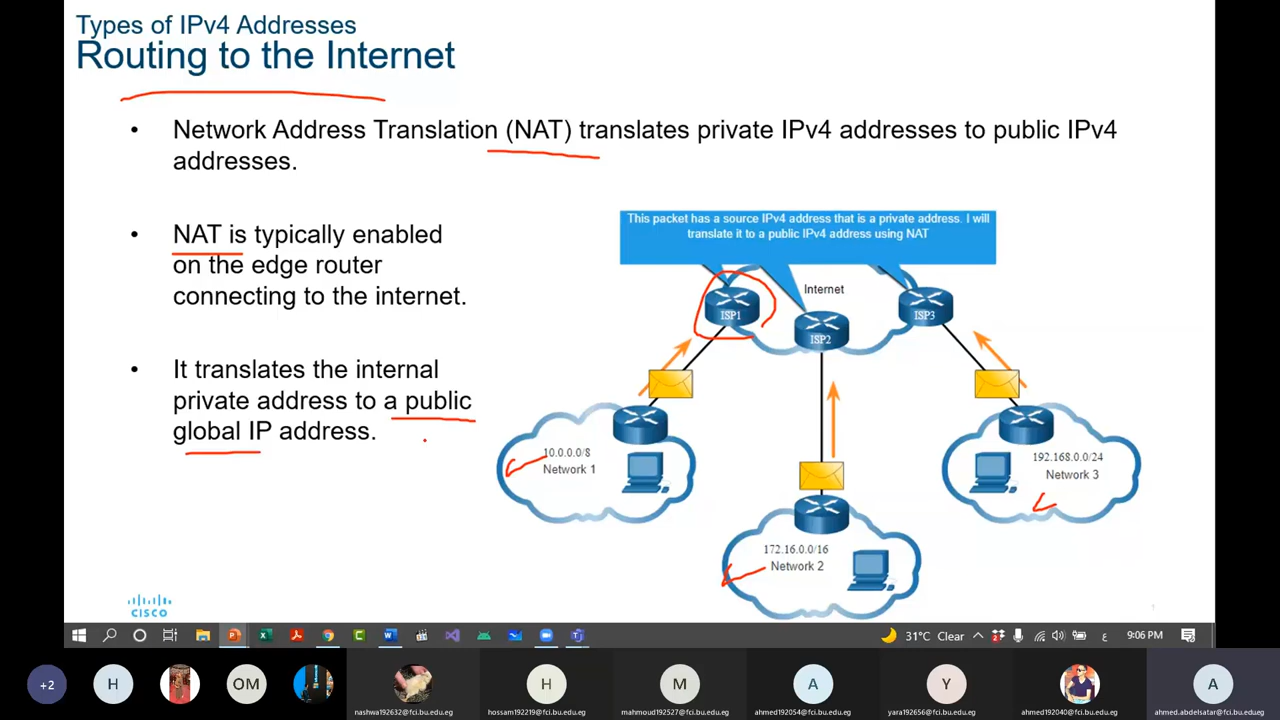 Types of IPv4 Addresses
Routing to the Internet
• Network Address Translation (NAT) translates private IPv4 addresses to public IPv4
addresses.
• NAT is typically enabled
on the edge router
connecting to the internet.
• It translates the internal
private address to a public
global IP address.
This packet has a source IPv4 address that is a private address. I will
translate it to a public IPv4 address using NAT
Internet
ISP1
ISP2
ISP3
10.0.0.0/8
Network 1
192.168.0.0/24
Network 3
172.16.0.0/16
Network 2
CISCO
31°C Clear
ع
9:06 PM
+2
H
OM
H
M
A
Y
A
nashwa192632@fci.bu.edu.eg
hossam192219@fci.bu.edu.eg
mahmoud192527@fci.bu.edu.eg
ahmed192054@fci.bu.edu.eg
yara192656@fci.bu.edu.eg
ahmed192040@fci.bu.edu.eg
ahmed.abdelsatar@fci.bu.edu.eg